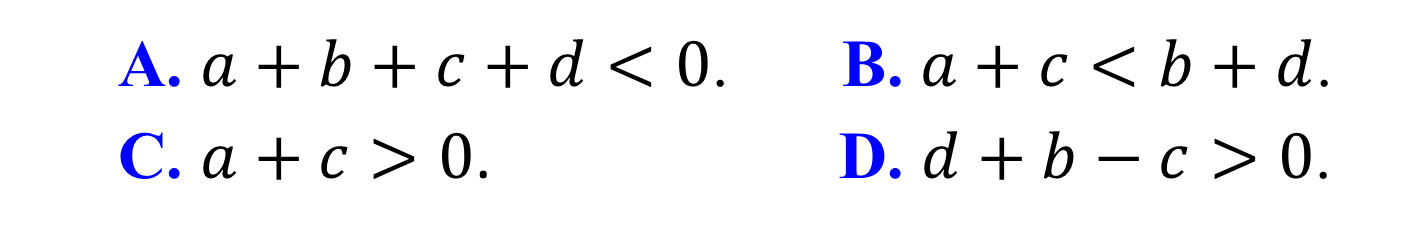 A. a + b + c + d < 0. B. a + c < b + d.
C. a + c > 0. D. d + b − c > 0.